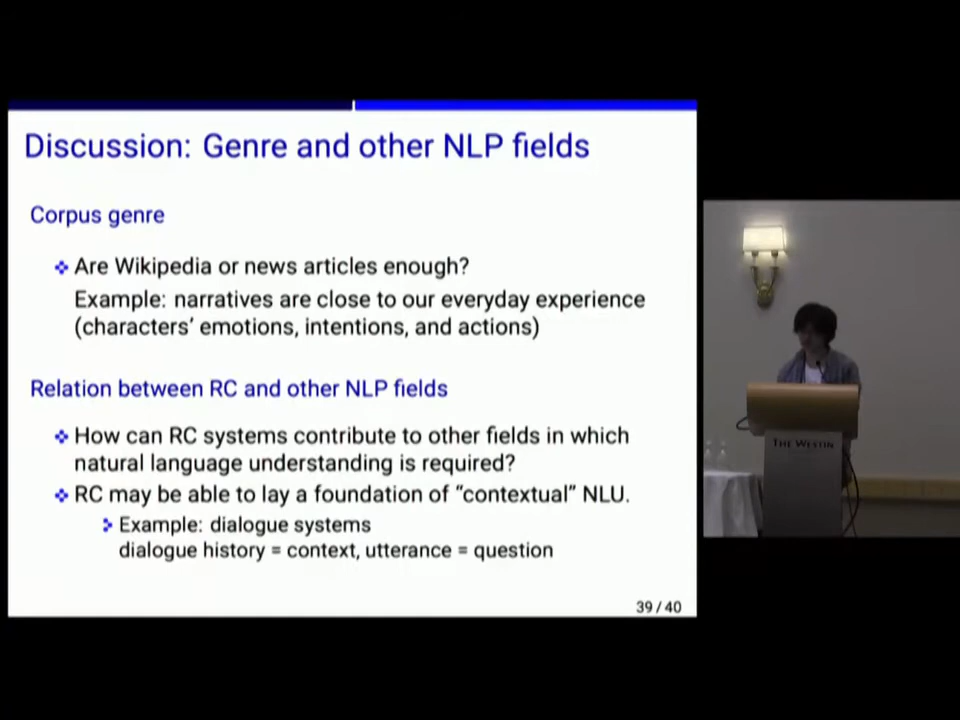 Discussion: Genre and other NLP fields
Corpus genre
Are Wikipedia or news articles enough?
Example: narratives are close to our everyday experience
(characters’ emotions, intentions, and actions)
Relation between RC and other NLP fields
How can RC systems contribute to other fields in which
natural language understanding is required?
RC may be able to lay a foundation of “contextual” NLU.
Example: dialogue systems
dialogue history = context, utterance = question
39 / 40
THE WESTIN